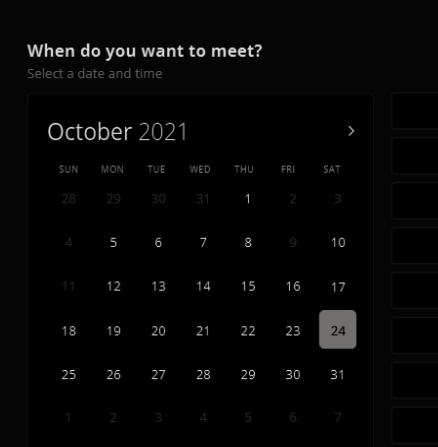 When do you want to meet?
Select a date and time
October 2021
SUN MON TUE WED THU FRI SAT
28 29 30 31 1 2 3
4 5 6 7 8 9 10
11 12 13 14 15 16 17
18 19 20 21 22 23 24
25 26 27 28 29 30 31
1 2 3 4 5 6 7